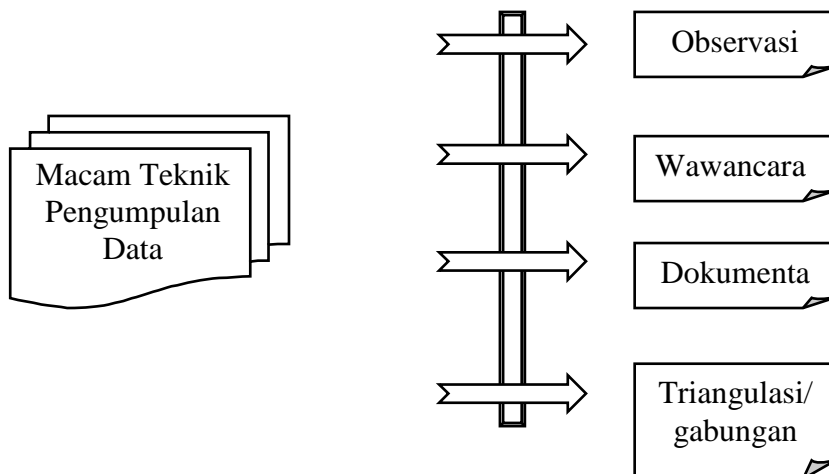 Macam Teknik
Pengumpulan
Data
Observasi
Wawancara
Dokumenta
Triangulasi/
gabungan